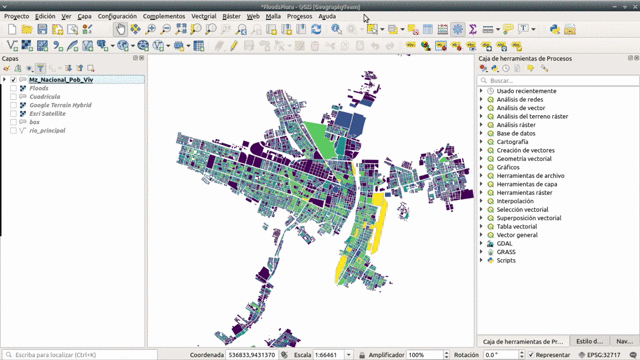 *FloodsPiura - QGIS [GeographyTeam]
Proyecto Edición Ver Capa Configuración Complementos Vectorial Ráster Web Malla Procesos Ayuda
Capas
Mz_Nacional_Pob_Viv
Floods
Cuadrícula
Google Terrain Hybrid
Esri Satellite
box
rio_principal
Caja de herramientas de Procesos
Buscar...
Usado recientemente
Análisis de redes
Análisis de vector
Análisis del terreno ráster
Análisis ráster
Base de datos
Cartografía
Creación de vectores
Geometría vectorial
Gráficos
Herramientas de archivo
Herramientas de capa
Herramientas ráster
Interpolación
Selección vectorial
Superposición vectorial
Tabla vectorial
Vector general
GDAL
GRASS
Scripts
Caja de herramientas de Pr... Estilo d... Nav...
Escriba para localizar (Ctrl+K) Coordenada 536833,9431370 Escala 1:66461 Amplificador 100% Rotación 0.0 ° Representar EPSG:32717